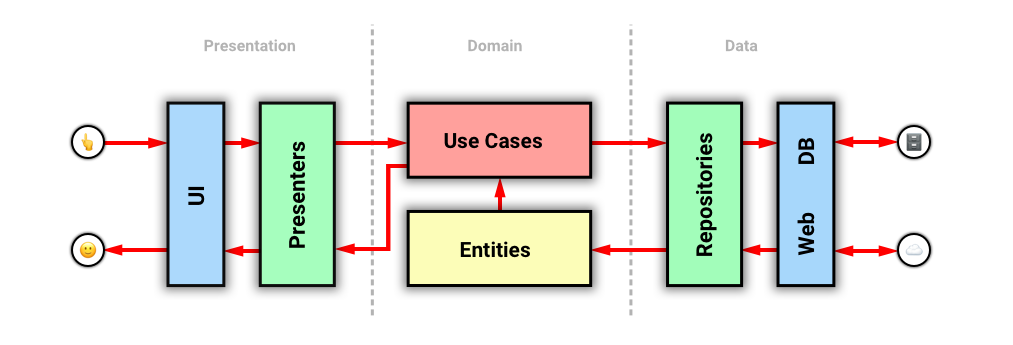 Presentation
Domain
Data
UI
Presenters
Use Cases
Entities
Repositories
Web DB